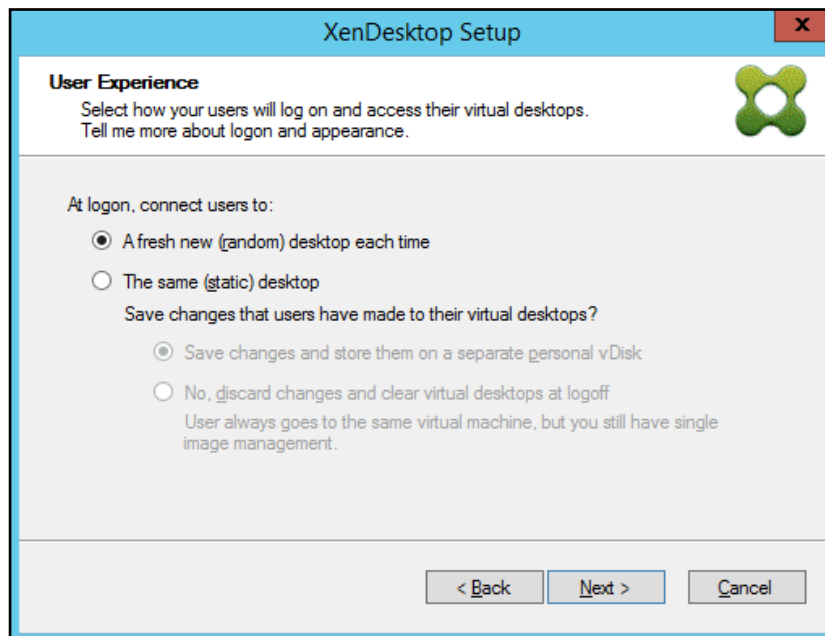 XenDesktop Setup
X
User Experience
Select how your users will log on and access their virtual desktops.
Tell me more about logon and appearance.
At logon, connect users to:
A fresh new (random) desktop each time
The same (static) desktop
Save changes that users have made to their virtual desktops?
Save changes and store them on a separate personal vDisk
No, discard changes and clear virtual desktops at logoff
User always goes to the same virtual machine, but you still have single
image management.
< Back Next > Cancel